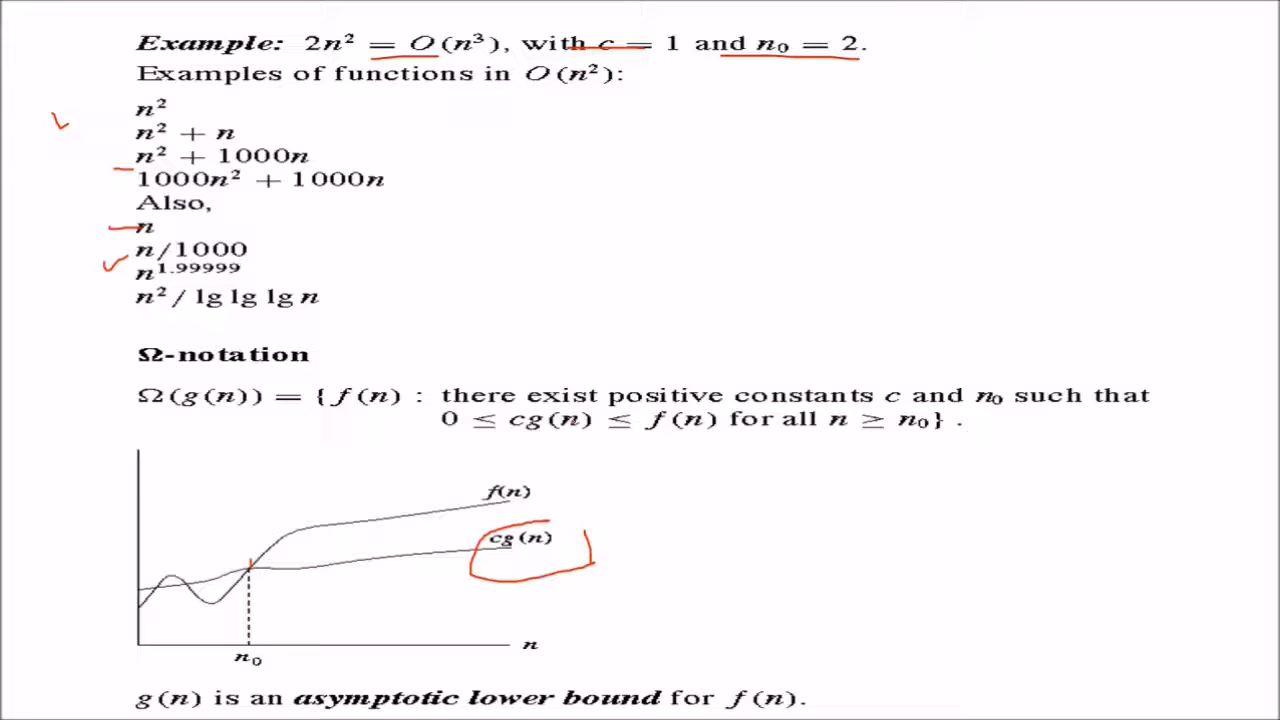 Example: 2n² = O(n³), with c = 1 and n₀ = 2.
Examples of functions in O(n²):
n²
n² + n
n² + 1000n
1000n² + 1000n
Also,
n
n/1000
n^1.99999
n²/ lg lg lg n
Ω-notation
Ω(g(n)) = {f(n) : there exist positive constants c and n₀ such that
0 ≤ cg(n) ≤ f(n) for all n ≥ n₀} .
f(n)
cg(n)
n
n₀
g(n) is an asymptotic lower bound for f(n).